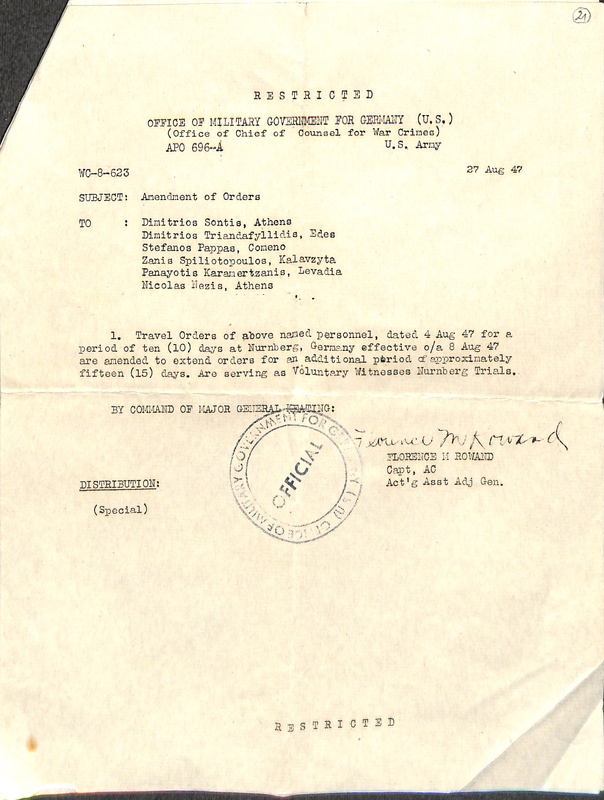 21
RESTRICTED
OFFICE OF MILITARY GOVERNMENT FOR GERMANY (U.S.)
(Office of Chief of Counsel for War Crimes)
APO 696-A U.S. Army
WC-8-623 27 Aug 47
SUBJECT: Amendment of Orders
TO : Dimitrios Sontis, Athens
Dimitrios Triandafyllidis, Edes
Stefanos Pappas, Comeno
Zanis Spiliotopoulos, Kalavzyta
Panayotis Karamertzanis, Levadia
Nicolas Nezis, Athens
1. Travel Orders of above named personnel, dated 4 Aug 47 for a
period of ten (10) days at Nurnberg, Germany effective o/a 8 Aug 47
are amended to extend orders for an additional period of approximately
fifteen (15) days. Are serving as Voluntary Witnesses Nurnberg Trials.
BY COMMAND OF MAJOR GENERAL KEATING:
Florence M Rowand
FLORENCE M ROWAND
Capt, AC
Act'g Asst Adj Gen.
OFFICE OF MILITARY GOVERNMENT FOR GERMANY (U.S.)
OFFICIAL
DISTRIBUTION:
(Special)
RESTRICTED